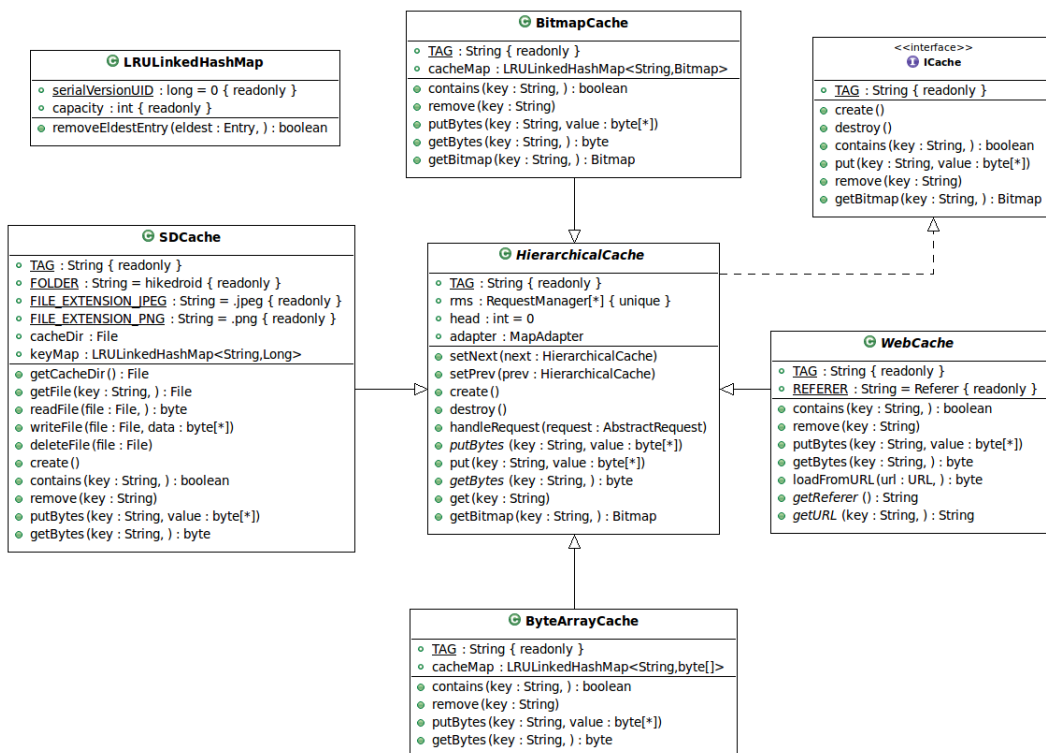 LRULinkedHashMap
serialVersionUID : long = 0 { readonly }
capacity : int { readonly }
removeEldestEntry(eldest : Entry, ) : boolean
BitmapCache
TAG : String { readonly }
cacheMap : LRULinkedHashMap<String,Bitmap>
contains(key : String, ) : boolean
remove(key : String)
putBytes(key : String, value : byte[*])
getBytes(key : String, ) : byte
getBitmap(key : String, ) : Bitmap
<<interface>>
ICache
TAG : String { readonly }
create()
destroy()
contains(key : String, ) : boolean
put(key : String, value : byte[*])
remove(key : String)
getBitmap(key : String, ) : Bitmap
SDCache
TAG : String { readonly }
FOLDER : String = hikedroid { readonly }
FILE_EXTENSION_JPEG : String = .jpeg { readonly }
FILE_EXTENSION_PNG : String = .png { readonly }
cacheDir : File
keyMap : LRULinkedHashMap<String,Long>
getCacheDir() : File
getFile(key : String, ) : File
readFile(file : File, ) : byte
writeFile(file : File, data : byte[*])
deleteFile(file : File)
create()
contains(key : String, ) : boolean
remove(key : String)
putBytes(key : String, value : byte[*])
getBytes(key : String, ) : byte
HierarchicalCache
TAG : String { readonly }
rms : RequestManager[*] { unique }
head : int = 0
adapter : MapAdapter
setNext(next : HierarchicalCache)
setPrev(prev : HierarchicalCache)
create()
destroy()
handleRequest(request : AbstractRequest)
putBytes (key : String, value : byte[*])
put(key : String, value : byte[*])
getBytes (key : String, ) : byte
get(key : String)
getBitmap(key : String, ) : Bitmap
WebCache
TAG : String { readonly }
REFERER : String = Referer { readonly }
contains(key : String, ) : boolean
remove(key : String)
putBytes(key : String, value : byte[*])
getBytes(key : String, ) : byte
loadFromURL(url : URL, ) : byte
getReferer () : String
getURL (key : String, ) : String
ByteArrayCache
TAG : String { readonly }
cacheMap : LRULinkedHashMap<String,byte[]>
contains(key : String, ) : boolean
remove(key : String)
putBytes(key : String, value : byte[*])
getBytes(key : String, ) : byte